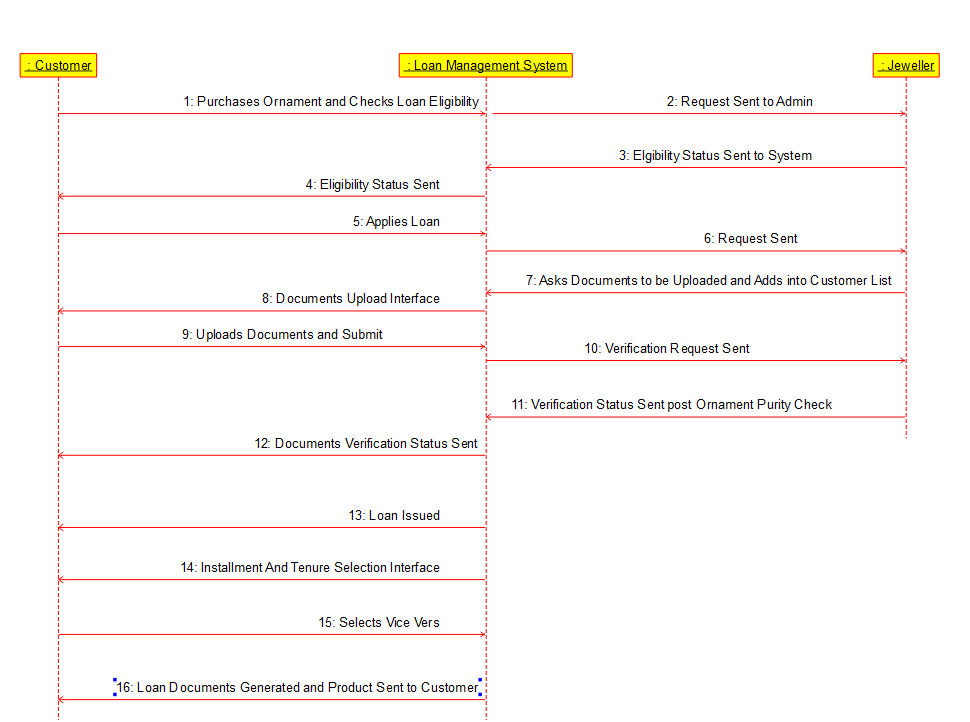 : Customer
: Loan Management System
: Jeweller
1: Purchases Ornament and Checks Loan Eligibility
2: Request Sent to Admin
3: Elgibility Status Sent to System
4: Eligibility Status Sent
5: Applies Loan
6: Request Sent
7: Asks Documents to be Uploaded and Adds into Customer List
8: Documents Upload Interface
9: Uploads Documents and Submit
10: Verification Request Sent
11: Verification Status Sent post Ornament Purity Check
12: Documents Verification Status Sent
13: Loan Issued
14: Installment And Tenure Selection Interface
15: Selects Vice Vers
16: Loan Documents Generated and Product Sent to Customer